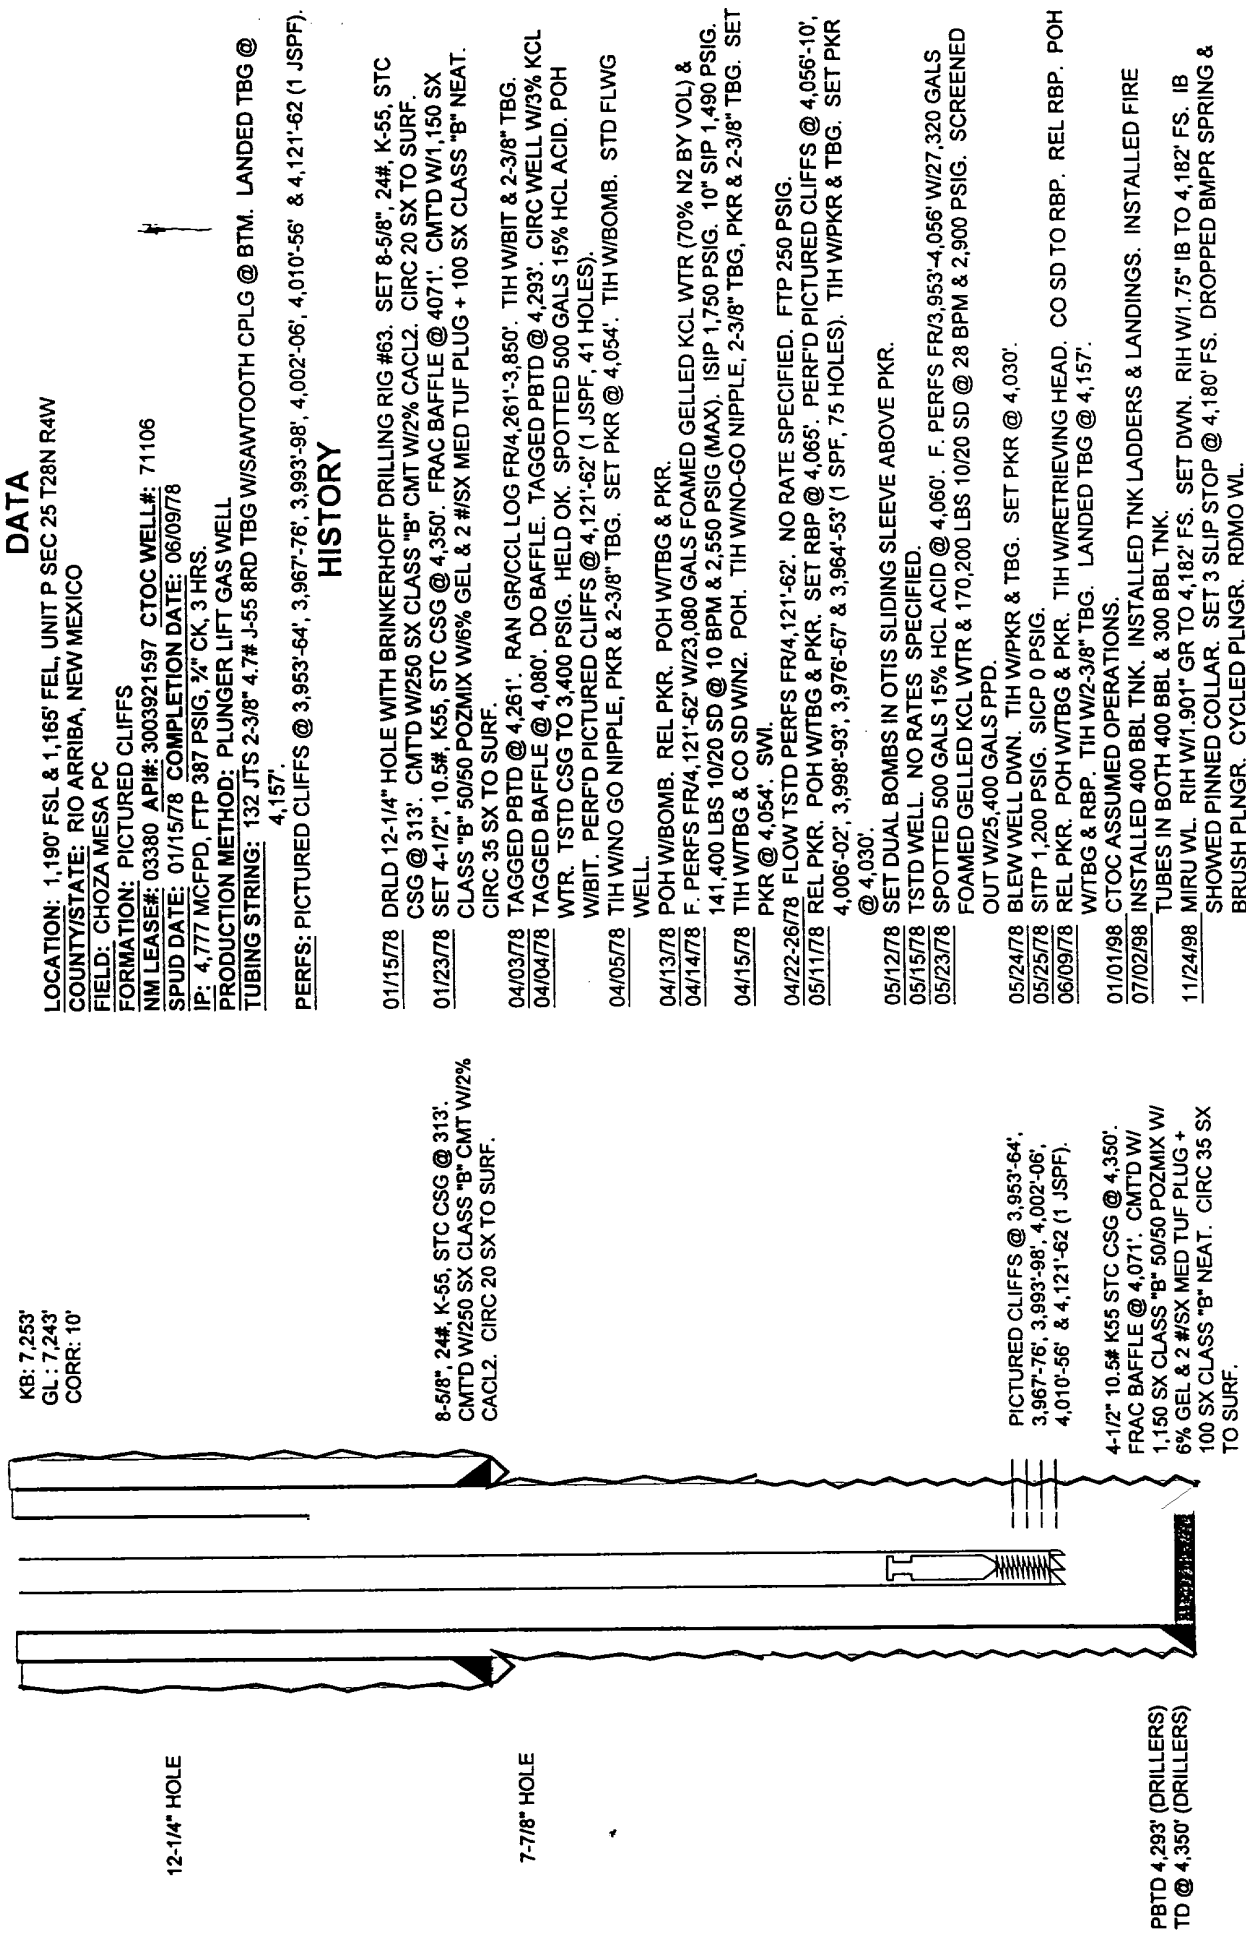 DATA
LOCATION: 1,190' FSL & 1,165' FEL, UNIT P SEC 25 T28N R4W
COUNTY/STATE: RIO ARRIBA, NEW MEXICO
FIELD: CHOZA MESA PC
FORMATION: PICTURED CLIFFS
NM LEASE#: 03380 API#: 3003921597 CTOC WELL#: 71106
SPUD DATE: 01/15/78 COMPLETION DATE: 06/09/78
IP: 4,777 MCFPD, FTP 387 PSIG, ¾" CK, 3 HRS.
PRODUCTION METHOD: PLUNGER LIFT GAS WELL
TUBING STRING: 132 JTS 2-3/8" 4.7# J-55 8RD TBG W/SAWTOOTH CPLG @ BTM. LANDED TBG @
4,157'.
PERFS: PICTURED CLIFFS @ 3,953'-64', 3,967'-76', 3,993'-98', 4,002'-06', 4,010'-56' & 4,121'-62 (1 JSPF).
HISTORY
01/15/78 DRLD 12-1/4" HOLE WITH BRINKERHOFF DRILLING RIG #63. SET 8-5/8", 24#, K-55, STC
CSG @ 313'. CMT'D W/250 SX CLASS "B" CMT W/2% CACL2. CIRC 20 SX TO SURF.
01/23/78 SET 4-1/2", 10.5#, K55, STC CSG @ 4,350'. FRAC BAFFLE @ 4071'. CMT'D W/1,150 SX
CLASS "B" 50/50 POZMIX W/6% GEL & 2 #/SX MED TUF PLUG + 100 SX CLASS "B" NEAT.
CIRC 35 SX TO SURF.
04/03/78 TAGGED PBTD @ 4,261'. RAN GR/CCL LOG FR/4,261'-3,850'. TIH W/BIT & 2-3/8" TBG.
04/04/78 TAGGED BAFFLE @ 4,080'. DO BAFFLE. TAGGED PBTD @ 4,293'. CIRC WELL W/3% KCL
WTR. TSTD CSG TO 3,400 PSIG. HELD OK. SPOTTED 500 GALS 15% HCL ACID. POH
W/BIT. PERF'D PICTURED CLIFFS @ 4,121'-62' (1 JSPF, 41 HOLES).
04/05/78 TIH W/NO GO NIPPLE, PKR & 2-3/8" TBG. SET PKR @ 4,054'. TIH W/BOMB. STD FLWG
WELL.
04/13/78 POH W/BOMB. REL PKR. POH W/TBG & PKR.
04/14/78 F. PERFS FR/4,121'-62' W/23,080 GALS FOAMED GELLED KCL WTR (70% N2 BY VOL) &
141,400 LBS 10/20 SD @ 10 BPM & 2,550 PSIG (MAX). ISIP 1,750 PSIG. 10" SIP 1,490 PSIG.
04/15/78 TIH W/TBG & CO SD W/N2. POH. TIH W/NO-GO NIPPLE, 2-3/8" TBG, PKR & 2-3/8" TBG. SET
PKR @ 4,054'. SWI.
04/22-26/78 FLOW TSTD PERFS FR/4,121'-62'. NO RATE SPECIFIED. FTP 250 PSIG.
05/11/78 REL PKR. POH W/TBG & PKR. SET RBP @ 4,065'. PERF'D PICTURED CLIFFS @ 4,056'-10',
4,006'-02', 3,998'-93', 3,976'-67' & 3,964'-53' (1 SPF, 75 HOLES). TIH W/PKR & TBG. SET PKR
@ 4,030'.
05/12/78 SET DUAL BOMBS IN OTIS SLIDING SLEEVE ABOVE PKR.
05/15/78 TSTD WELL. NO RATES SPECIFIED.
05/23/78 SPOTTED 500 GALS 15% HCL ACID @ 4,060'. F. PERFS FR/3,953'-4,056' W/27,320 GALS
FOAMED GELLED KCL WTR & 170,200 LBS 10/20 SD @ 28 BPM & 2,900 PSIG. SCREENED
OUT W/25,400 GALS PPD.
05/24/78 BLEW WELL DWN. TIH W/PKR & TBG. SET PKR @ 4,030'.
05/25/78 SITP 1,200 PSIG. SICP 0 PSIG.
06/09/78 REL PKR. POH W/TBG & PKR. TIH W/RETRIEVING HEAD. CO SD TO RBP. REL RBP. POH
W/TBG & RBP. TIH W/2-3/8" TBG. LANDED TBG @ 4,157'.
01/01/98 CTOC ASSUMED OPERATIONS.
07/02/98 INSTALLED 400 BBL TNK. INSTALLED TNK LADDERS & LANDINGS. INSTALLED FIRE
TUBES IN BOTH 400 BBL & 300 BBL TNK.
11/24/98 MIRU WL. RIH W/1.901" GR TO 4,182' FS. SET DWN. RIH W/1.75" IB TO 4,182' FS. IB
SHOWED PINNED COLLAR. SET 3 SLIP STOP @ 4,180' FS. DROPPED BMPR SPRING &
BRUSH PLNGR. CYCLED PLNGR. RDMO WL.
KB: 7,253'
GL : 7,243'
CORR: 10'
8-5/8", 24#, K-55, STC CSG @ 313'.
CMT'D W/250 SX CLASS "B" CMT W/2%
CACL2. CIRC 20 SX TO SURF.
PICTURED CLIFFS @ 3,953'-64',
3,967'-76', 3,993'-98', 4,002'-06',
4,010'-56' & 4,121'-62 (1 JSPF).
4-1/2" 10.5# K55 STC CSG @ 4,350'.
FRAC BAFFLE @ 4,071'. CMT'D W/
1,150 SX CLASS "B" 50/50 POZMIX W/
6% GEL & 2 #/SX MED TUF PLUG +
100 SX CLASS "B" NEAT. CIRC 35 SX
TO SURF.
12-1/4" HOLE
7-7/8" HOLE
PBTD 4,293' (DRILLERS)
TD @ 4,350' (DRILLERS)